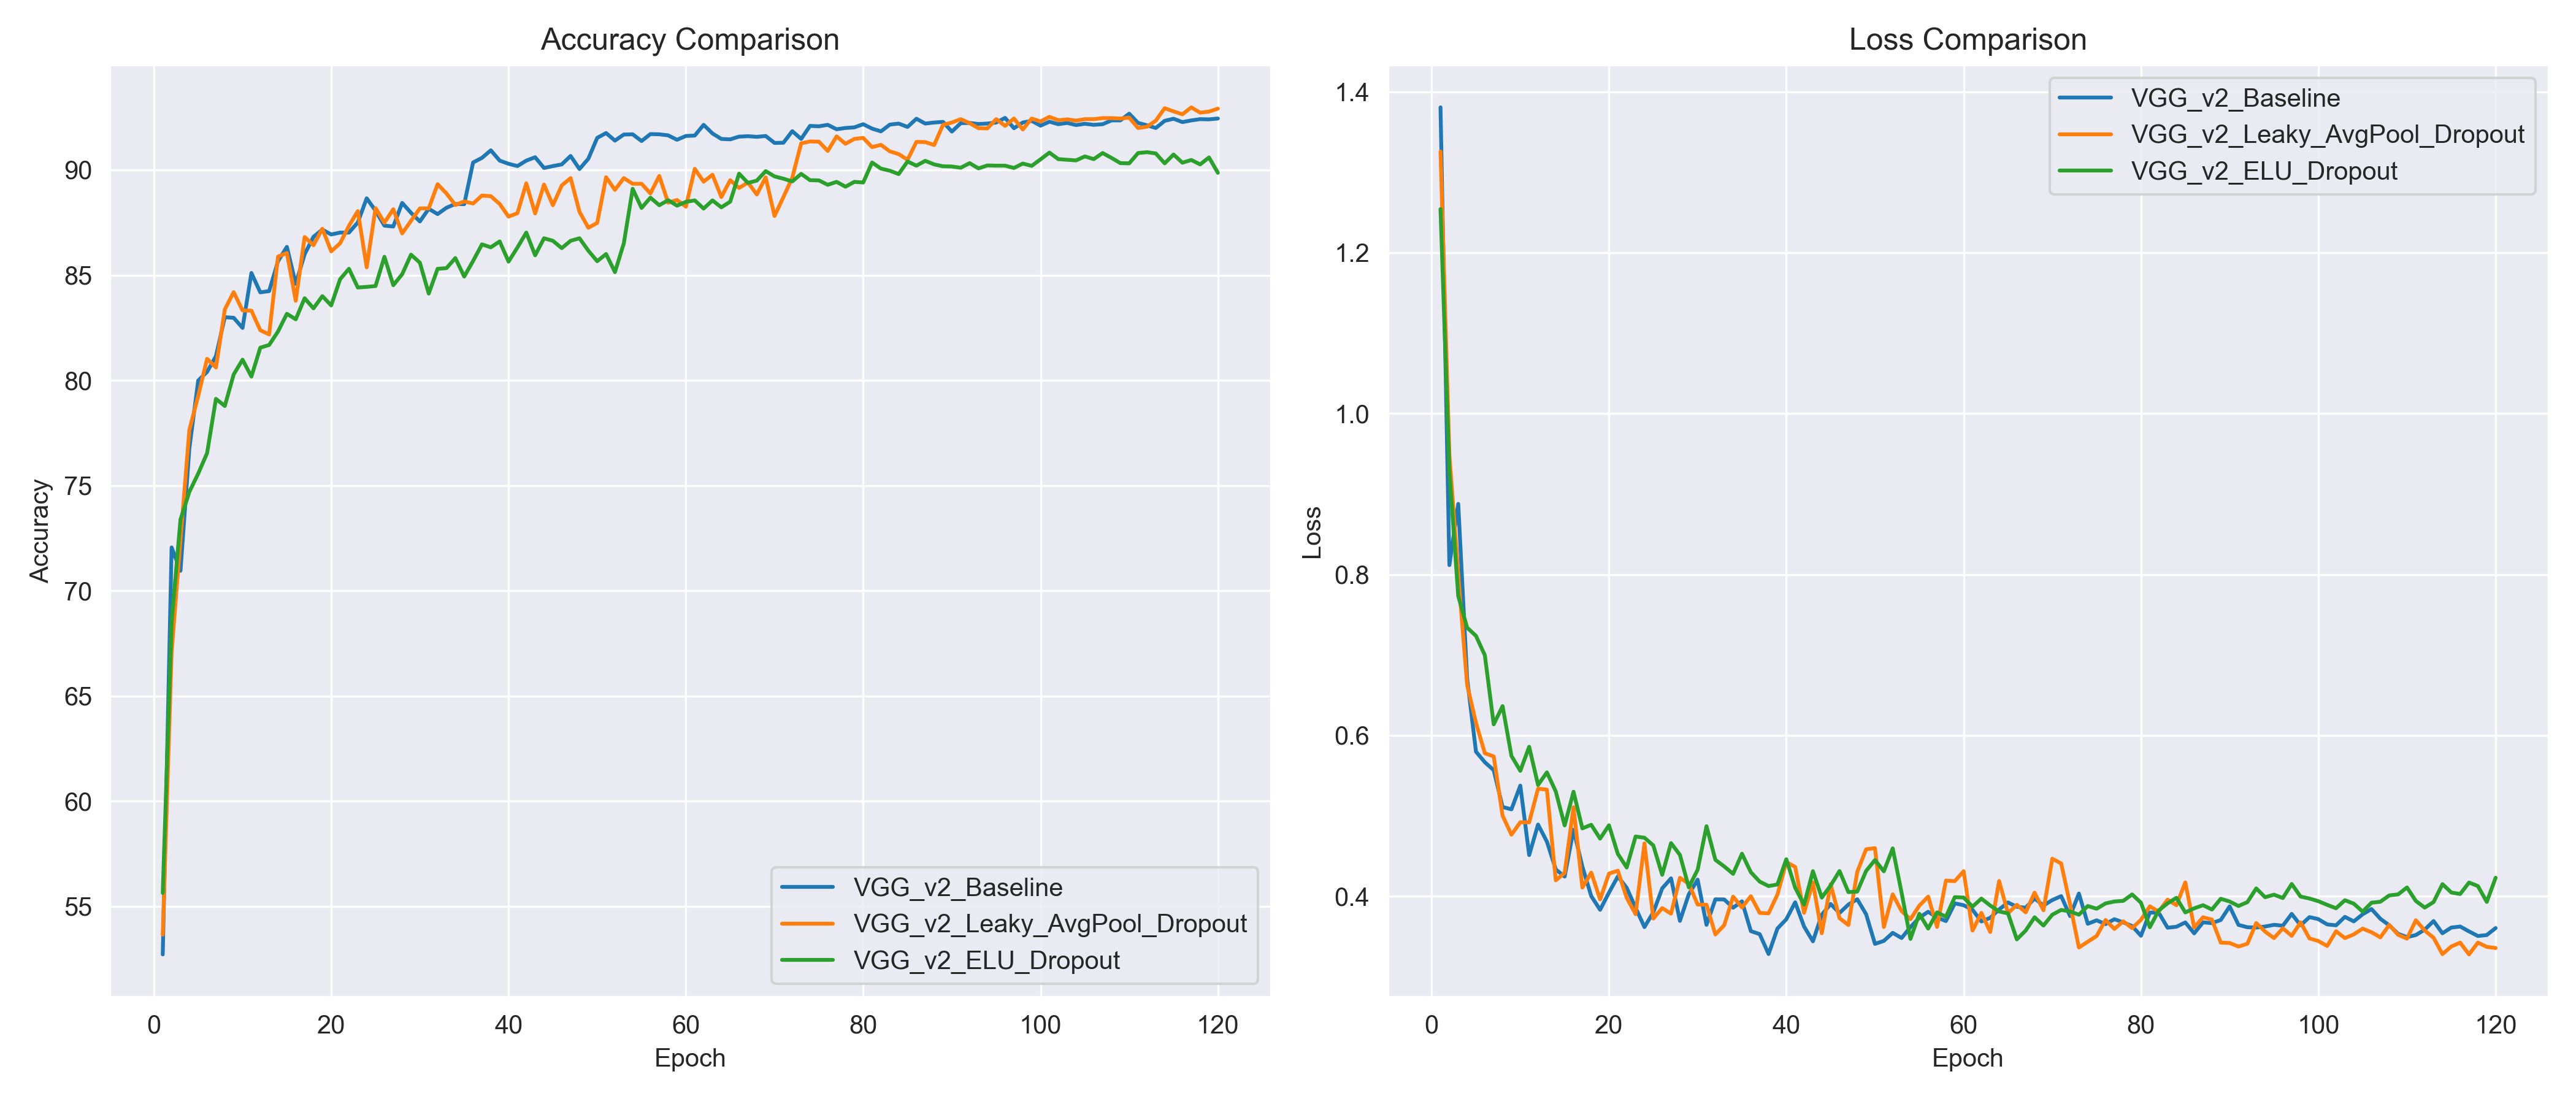 Accuracy Comparison
Accuracy
90
85
80
75
70
65
60
55
VGG_v2_Baseline
VGG_v2_Leaky_AvgPool_Dropout
VGG_v2_ELU_Dropout
0 20 40 60 80 100 120
Epoch
Loss Comparison
Loss
1.4
1.2
1.0
0.8
0.6
0.4
VGG_v2_Baseline
VGG_v2_Leaky_AvgPool_Dropout
VGG_v2_ELU_Dropout
0 20 40 60 80 100 120
Epoch